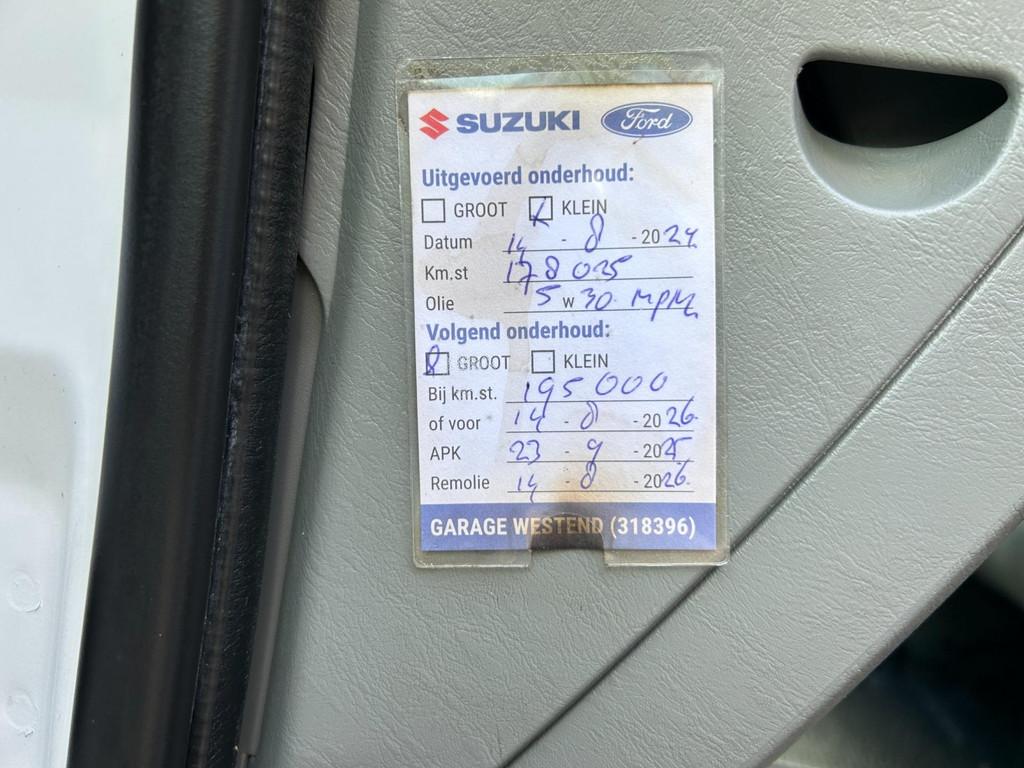 SUZUKI Ford
Uitgevoerd onderhoud:
GROOT KLEIN
Datum 14 - 8 - 2024
Km.st 178 025
Olie 5 w 30 MPM
Volgend onderhoud:
GROOT KLEIN
Bij km.st. 195 000
of voor 14 - 8 - 2026
APK 23 - 9 - 2025
Remolie 14 - 8 - 2026
GARAGE WESTEND (318396)